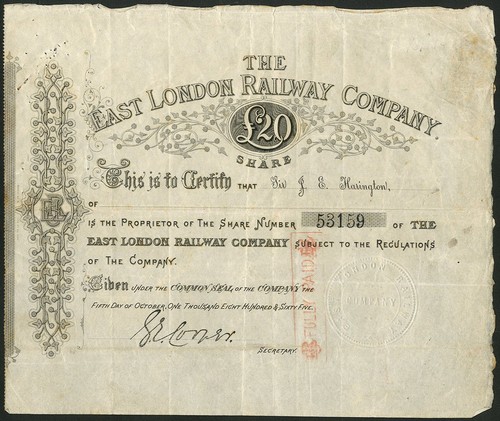 THE
EAST LONDON RAILWAY COMPANY.
£20
SHARE
This is to Certify THAT Sir J. E. Harington,
OF
IS THE PROPRIETOR OF THE SHARE NUMBER 53159 OF THE
EAST LONDON RAILWAY COMPANY SUBJECT TO THE REGULATIONS
OF THE COMPANY.
Given UNDER THE COMMON SEAL OF THE COMPANY THE
FIFTH DAY OF OCTOBER, ONE THOUSAND EIGHT HUNDRED & SIXTY FIVE.
SECRETARY.
FULLY PAID
LONDON
COMPANY